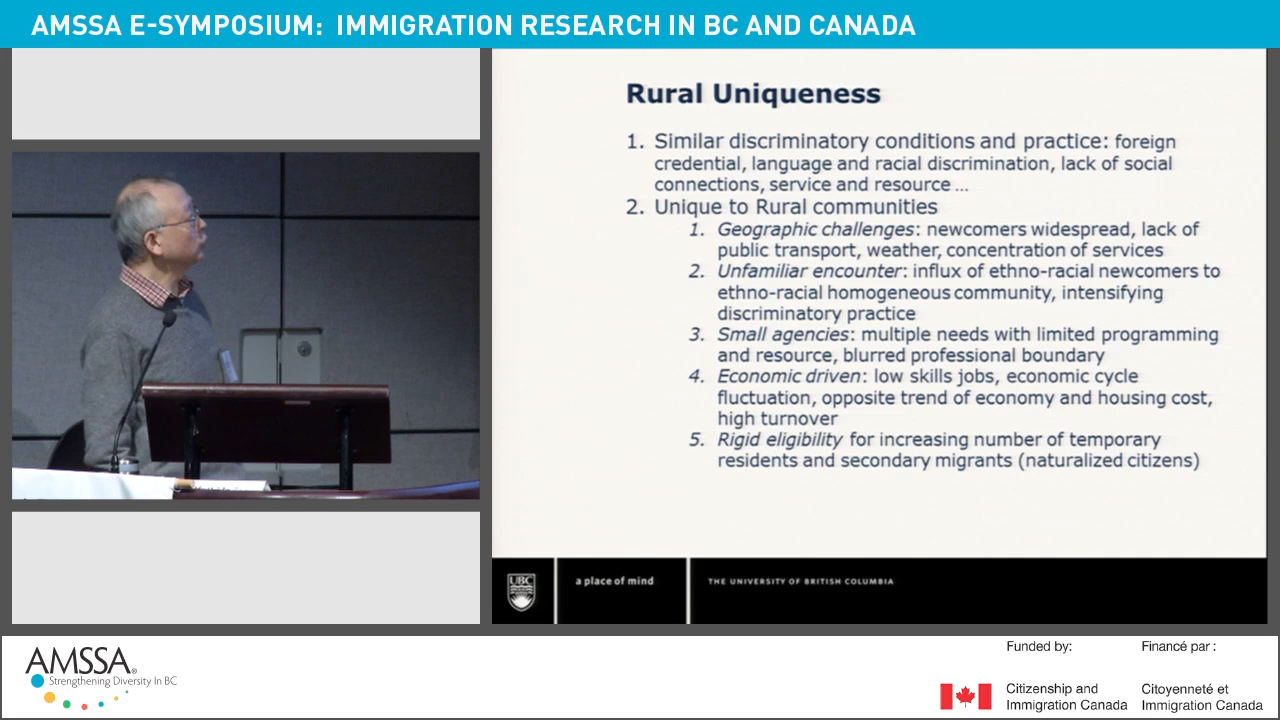 AMSSA E-SYMPOSIUM: IMMIGRATION RESEARCH IN BC AND CANADA
Rural Uniqueness
1. Similar discriminatory conditions and practice: foreign
credential, language and racial discrimination, lack of social
connections, service and resource ...
2. Unique to Rural communities
1. Geographic challenges: newcomers widespread, lack of
public transport, weather, concentration of services
2. Unfamiliar encounter: influx of ethno-racial newcomers to
ethno-racial homogeneous community, intensifying
discriminatory practice
3. Small agencies: multiple needs with limited programming
and resource, blurred professional boundary
4. Economic driven: low skills jobs, economic cycle
fluctuation, opposite trend of economy and housing cost,
high turnover
5. Rigid eligibility for increasing number of temporary
residents and secondary migrants (naturalized citizens)
UBC
a place of mind
THE UNIVERSITY OF BRITISH COLUMBIA
AMSSA®
Strengthening Diversity In BC
Funded by:
Citizenship and
Immigration Canada
Financé par :
Citoyenneté et
Immigration Canada